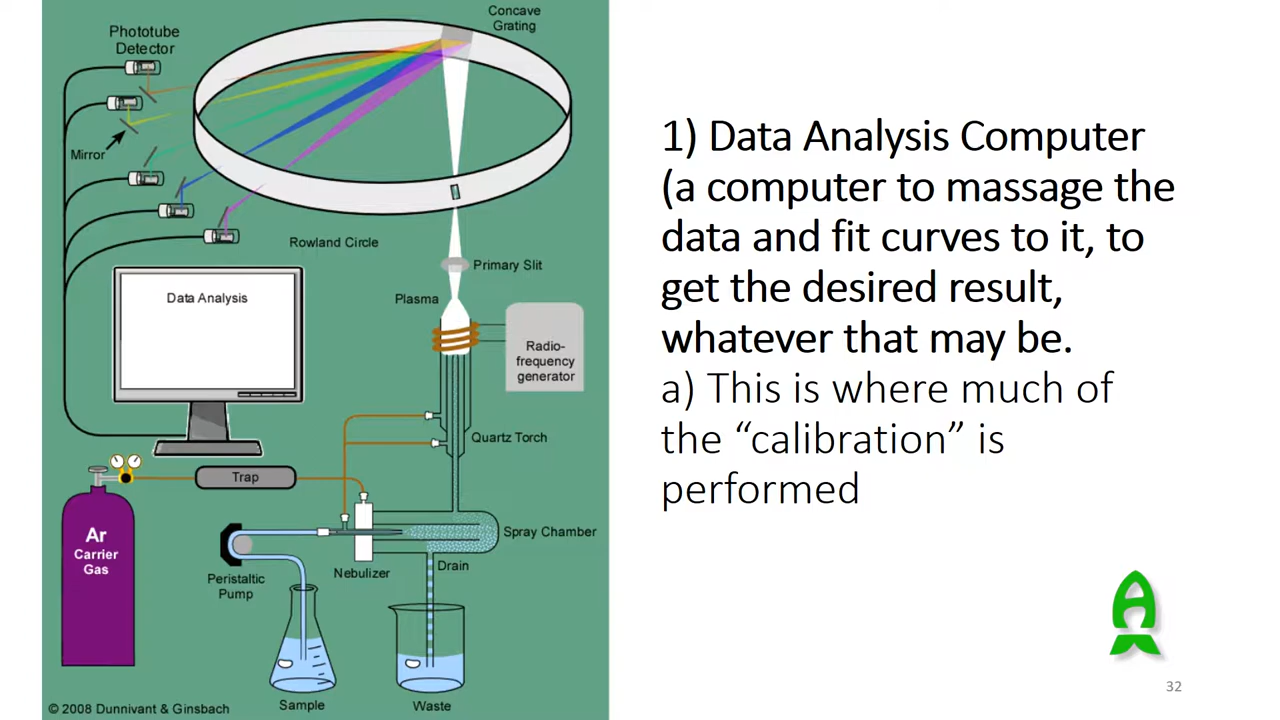 Concave
Grating
Phototube
Detector
Mirror
Rowland Circle
Primary Slit
Plasma
Data Analysis
Radio-
frequency
generator
Quartz Torch
Trap
Ar
Carrier
Gas
Spray Chamber
Peristaltic
Pump
Nebulizer
Drain
Sample
Waste
© 2008 Dunnivant & Ginsbach
1) Data Analysis Computer
(a computer to massage the
data and fit curves to it, to
get the desired result,
whatever that may be.
a) This is where much of
the “calibration” is
performed
32